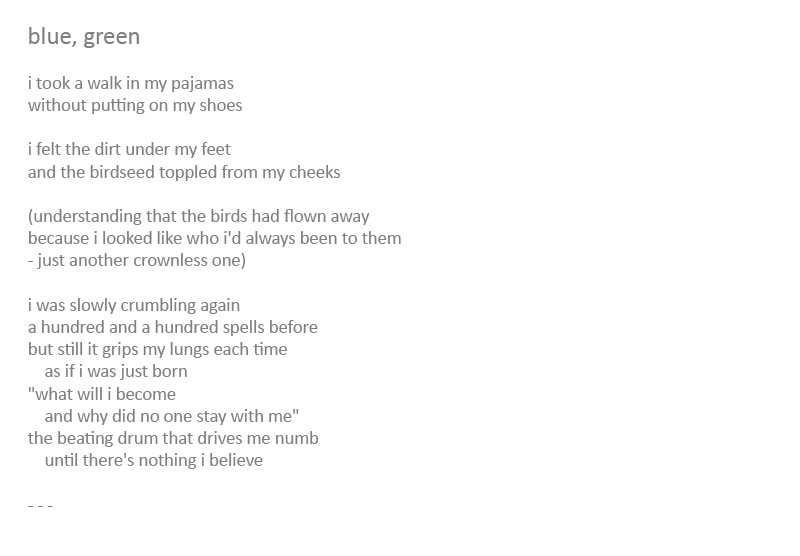 blue, green
i took a walk in my pajamas
without putting on my shoes
i felt the dirt under my feet
and the birdseed toppled from my cheeks
(understanding that the birds had flown away
because i looked like who i'd always been to them
- just another crownless one)
i was slowly crumbling again
a hundred and a hundred spells before
but still it grips my lungs each time
as if i was just born
"what will i become
and why did no one stay with me"
the beating drum that drives me numb
until there's nothing i believe
- - -